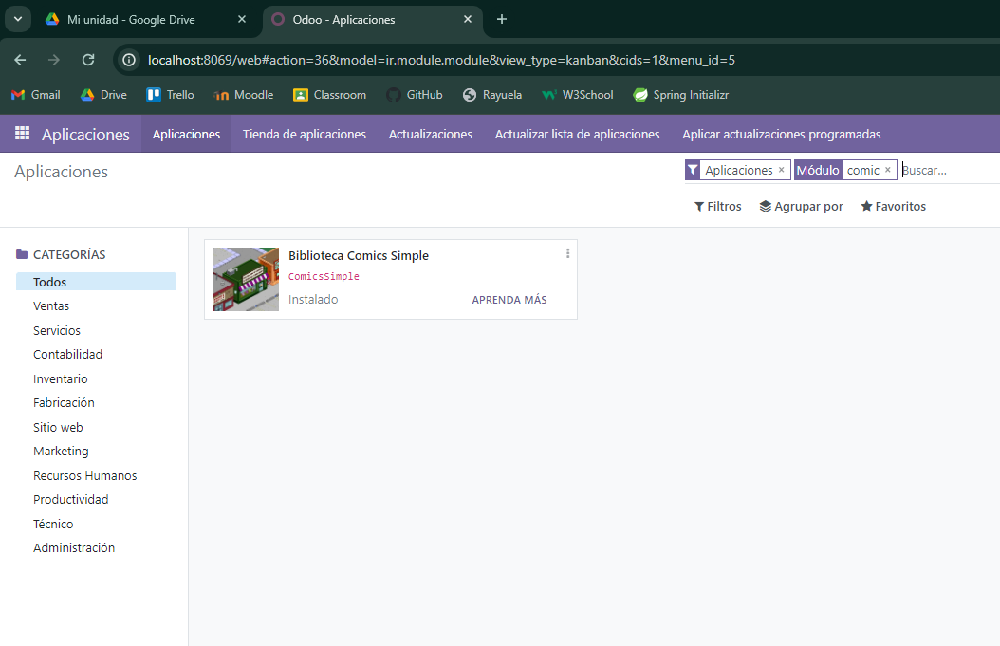 Mi unidad - Google Drive
Odoo - Aplicaciones
localhost:8069/web#action=36&model=ir.module.module&view_type=kanban&cids=1&menu_id=5
Gmail Drive Trello Moodle Classroom GitHub Rayuela W3School Spring Initializr
Aplicaciones Aplicaciones Tienda de aplicaciones Actualizaciones Actualizar lista de aplicaciones Aplicar actualizaciones programadas
Aplicaciones
Aplicaciones × Módulo comic × Buscar...
Filtros Agrupar por Favoritos
CATEGORÍAS
Todos
Ventas
Servicios
Contabilidad
Inventario
Fabricación
Sitio web
Marketing
Recursos Humanos
Productividad
Técnico
Administración
Biblioteca Comics Simple
ComicsSimple
Instalado APRENDA MÁS